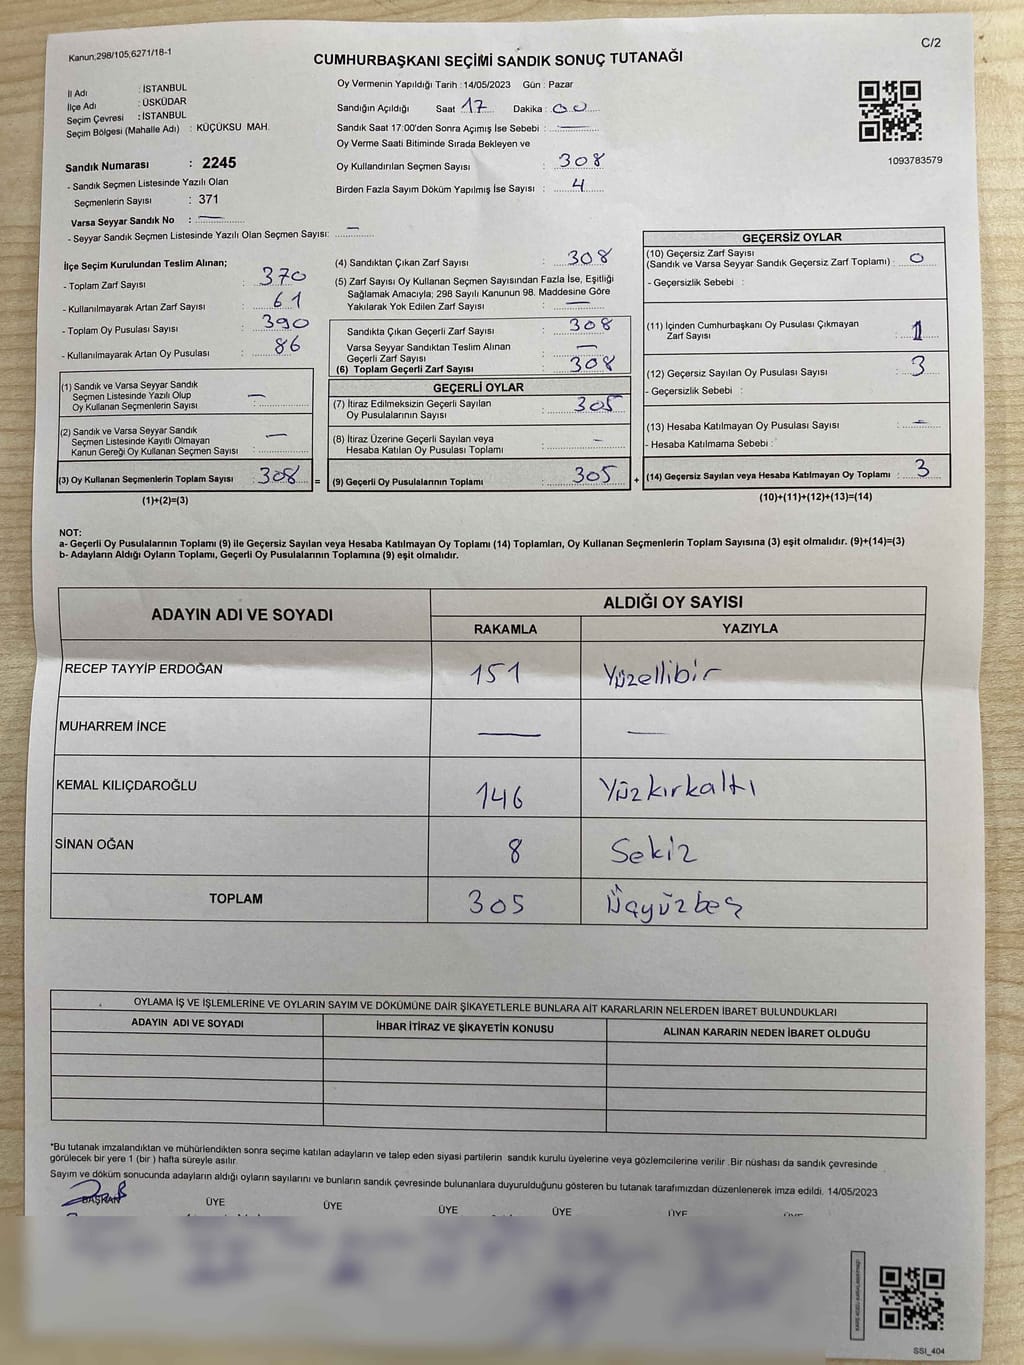 Kanun;298/105,6271/18-1
C/2
CUMHURBAŞKANI SEÇİMİ SANDIK SONUÇ TUTANAĞI
İl Adı : İSTANBUL
İlçe Adı : ÜSKÜDAR
Seçim Çevresi : İSTANBUL
Seçim Bölgesi (Mahalle Adı) : KÜÇÜKSU MAH.
Sandık Numarası : 2245
- Sandık Seçmen Listesinde Yazılı Olan
Seçmenlerin Sayısı : 371
Varsa Seyyar Sandık No : —
- Seyyar Sandık Seçmen Listesinde Yazılı Olan Seçmen Sayısı: —
Oy Vermenin Yapıldığı Tarih : 14/05/2023 Gün : Pazar
Sandığın Açıldığı Saat 17 Dakika : 00
Sandık Saat 17:00'den Sonra Açımış İse Sebebi : —
Oy Verme Saati Bitiminde Sırada Bekleyen ve
Oy Kullandırılan Seçmen Sayısı : 308
Birden Fazla Sayım Döküm Yapılmış İse Sayısı : 4
1093783579
İlçe Seçim Kurulundan Teslim Alınan;
- Toplam Zarf Sayısı : 370
- Kullanılmayarak Artan Zarf Sayısı : 61
- Toplam Oy Pusulası Sayısı : 390
- Kullanılmayarak Artan Oy Pusulası : 86
(1) Sandık ve Varsa Seyyar Sandık
Seçmen Listesinde Yazılı Olup
Oy Kullanan Seçmenlerin Sayısı : —
(2) Sandık ve Varsa Seyyar Sandık
Seçmen Listesinde Kayıtlı Olmayan
Kanun Gereği Oy Kullanan Seçmen Sayısı : —
(3) Oy Kullanan Seçmenlerin Toplam Sayısı : 308 =
(1)+(2)=(3)
(4) Sandıktan Çıkan Zarf Sayısı : 308
(5) Zarf Sayısı Oy Kullanan Seçmen Sayısından Fazla İse, Eşitliği
Sağlamak Amacıyla; 298 Sayılı Kanunun 98. Maddesine Göre
Yakılarak Yok Edilen Zarf Sayısı : —
Sandıkta Çıkan Geçerli Zarf Sayısı : 308
Varsa Seyyar Sandıktan Teslim Alınan
Geçerli Zarf Sayısı : —
(6) Toplam Geçerli Zarf Sayısı : 308
GEÇERLİ OYLAR
(7) İtiraz Edilmeksizin Geçerli Sayılan
Oy Pusulalarının Sayısı : 305
(8) İtiraz Üzerine Geçerli Sayılan veya
Hesaba Katılan Oy Pusulası Toplamı : —
(9) Geçerli Oy Pusulalarının Toplamı : 305 +
GEÇERSİZ OYLAR
(10) Geçersiz Zarf Sayısı
(Sandık ve Varsa Seyyar Sandık Geçersiz Zarf Toplamı) : 0
- Geçersizlik Sebebi :
(11) İçinden Cumhurbaşkanı Oy Pusulası Çıkmayan
Zarf Sayısı : 1
(12) Geçersiz Sayılan Oy Pusulası Sayısı : 3
- Geçersizlik Sebebi :
(13) Hesaba Katılmayan Oy Pusulası Sayısı : —
- Hesaba Katılmama Sebebi :
(14) Geçersiz Sayılan veya Hesaba Katılmayan Oy Toplamı : 3
(10)+(11)+(12)+(13)=(14)
NOT:
a- Geçerli Oy Pusulalarının Toplamı (9) ile Geçersiz Sayılan veya Hesaba Katılmayan Oy Toplamı (14) Toplamları, Oy Kullanan Seçmenlerin Toplam Sayısına (3) eşit olmalıdır. (9)+(14)=(3)
b- Adayların Aldığı Oyların Toplamı, Geçerli Oy Pusulalarının Toplamına (9) eşit olmalıdır.
ADAYIN ADI VE SOYADI
ALDIĞI OY SAYISI
RAKAMLA YAZIYLA
RECEP TAYYİP ERDOĞAN 151 Yüzellibir
MUHARREM İNCE — —
KEMAL KILIÇDAROĞLU 146 Yüzkırkaltı
SİNAN OĞAN 8 Sekiz
TOPLAM 305 Üçyüzbeş
OYLAMA İŞ VE İŞLEMLERİNE VE OYLARIN SAYIM VE DÖKÜMÜNE DAİR ŞİKAYETLERLE BUNLARA AİT KARARLARIN NELERDEN İBARET BULUNDUKLARI
ADAYIN ADI VE SOYADI İHBAR İTİRAZ VE ŞİKAYETİN KONUSU ALINAN KARARIN NEDEN İBARET OLDUĞU
*Bu tutanak imzalandıktan ve mühürlendikten sonra seçime katılan adayların ve talep eden siyasi partilerin sandık kurulu üyelerine veya gözlemcilerine verilir .Bir nüshası da sandık çevresinde
görülecek bir yere 1 (bir ) hafta süreyle asılır.
Sayım ve döküm sonucunda adayların aldığı oyların sayılarını ve bunların sandık çevresinde bulunanlara duyurulduğunu gösteren bu tutanak tarafımızdan düzenlenerek imza edildi. 14/05/2023
BAŞKAN ÜYE ÜYE ÜYE ÜYE ÜYE
SSI_404